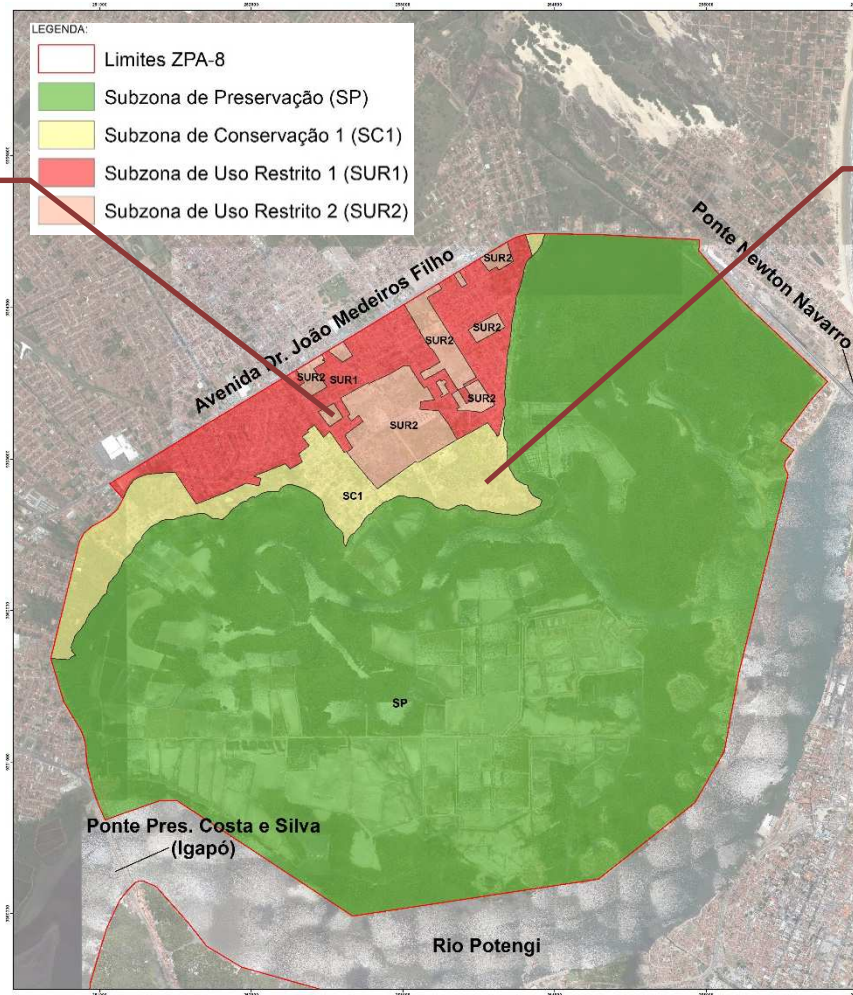 LEGENDA:
Limites ZPA-8
Subzona de Preservação (SP)
Subzona de Conservação 1 (SC1)
Subzona de Uso Restrito 1 (SUR1)
Subzona de Uso Restrito 2 (SUR2)
Ponte Newton Navarro
Avenida Dr. João Medeiros Filho
SUR2
SUR2
SUR2
SUR2
SUR1
SUR2
SUR2
SC1
SP
Ponte Pres. Costa e Silva
(Igapó)
Rio Potengi